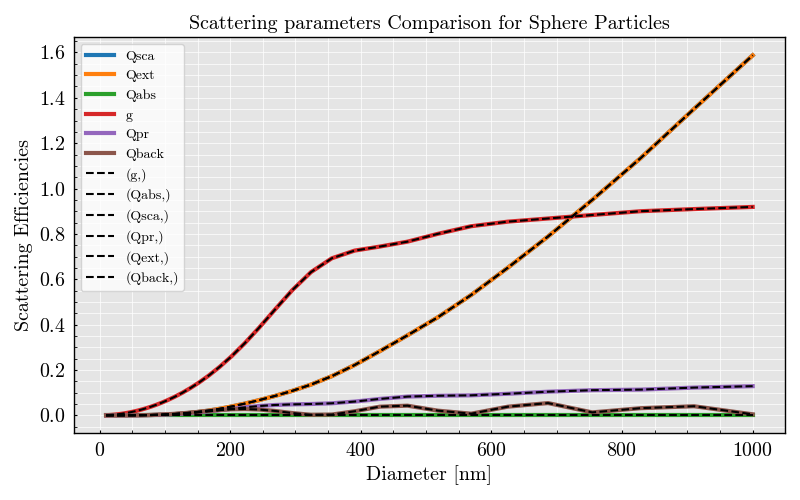 Scattering parameters Comparison for Sphere Particles
Scattering Efficiencies
1.6
1.4
1.2
1.0
0.8
0.6
0.4
0.2
0.0
Qsca
Qext
Qabs
g
Qpr
Qback
(g,)
(Qabs,)
(Qsca,)
(Qpr,)
(Qext,)
(Qback,)
0 200 400 600 800 1000
Diameter [nm]